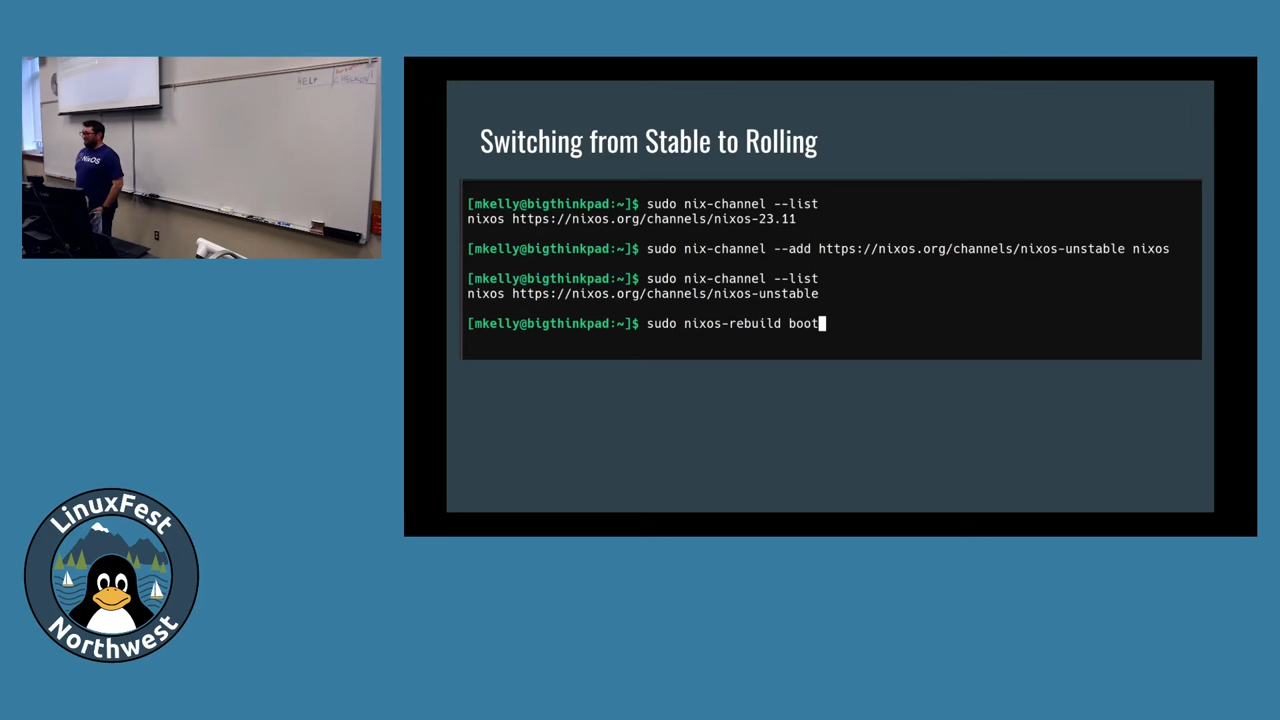 HELP
NixOS
Switching from Stable to Rolling
[mkelly@bigthinkpad:~]$ sudo nix-channel --list
nixos https://nixos.org/channels/nixos-23.11
[mkelly@bigthinkpad:~]$ sudo nix-channel --add https://nixos.org/channels/nixos-unstable nixos
[mkelly@bigthinkpad:~]$ sudo nix-channel --list
nixos https://nixos.org/channels/nixos-unstable
[mkelly@bigthinkpad:~]$ sudo nixos-rebuild boot
LinuxFest
Northwest